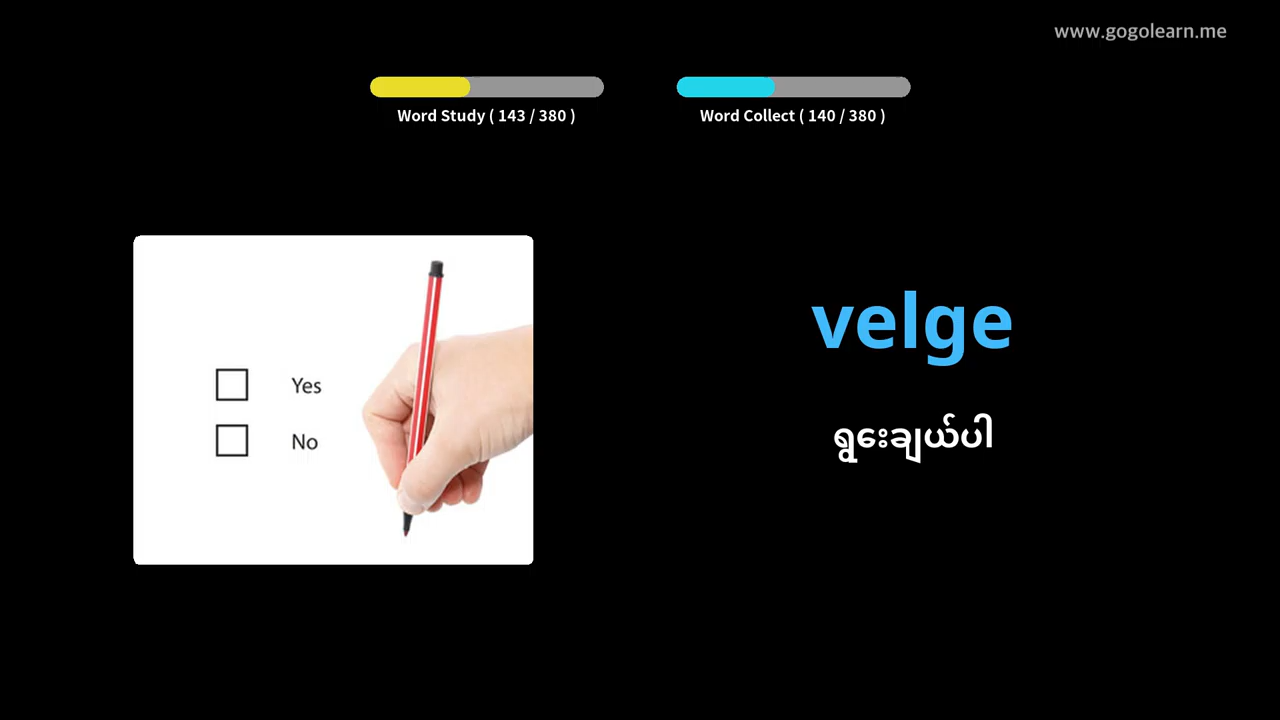 www.gogolearn.me
Word Study ( 143 / 380 )
Word Collect ( 140 / 380 )
velge
ရွေးချယ်ပါ
Yes
No